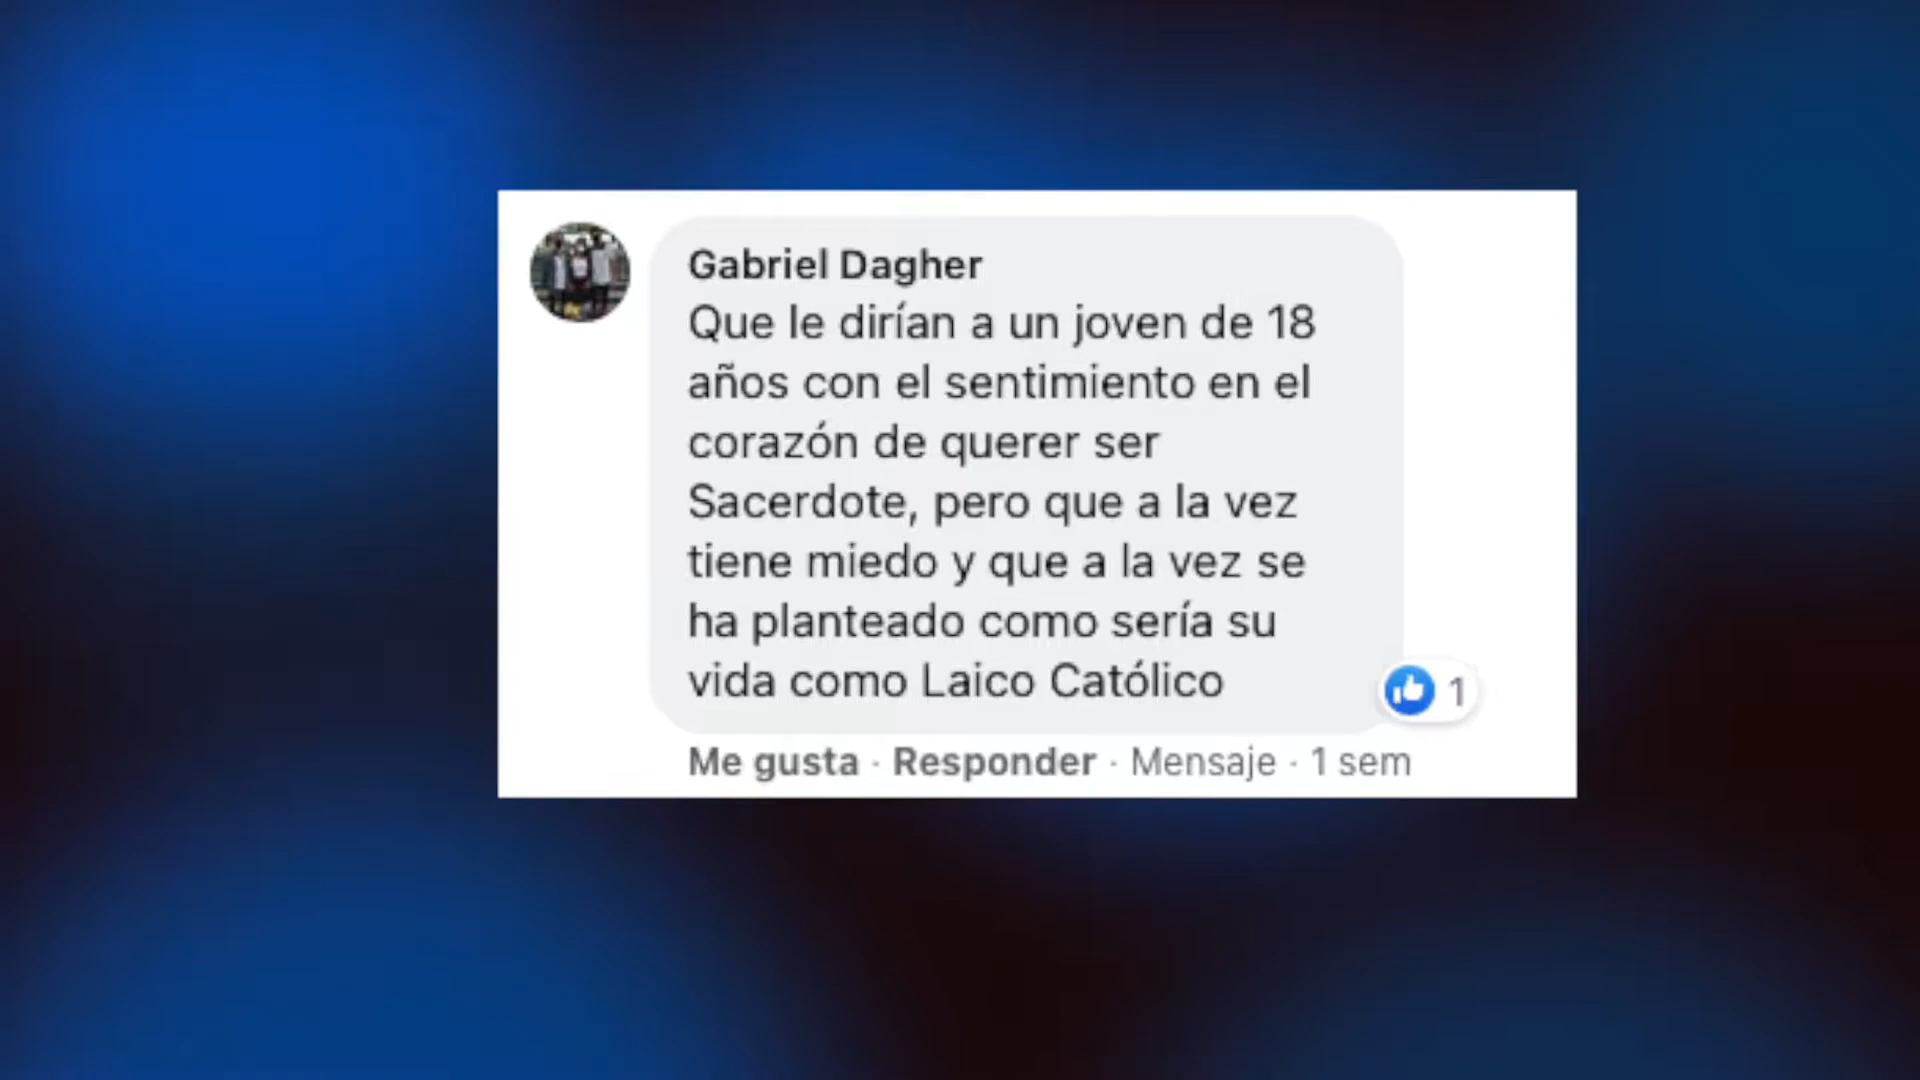 Gabriel Dagher
Que le dirían a un joven de 18
años con el sentimiento en el
corazón de querer ser
Sacerdote, pero que a la vez
tiene miedo y que a la vez se
ha planteado como sería su
vida como Laico Católico
1
Me gusta · Responder · Mensaje · 1 sem